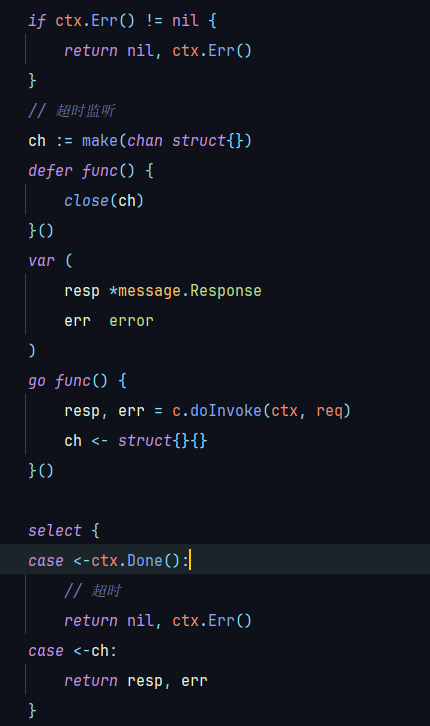 if ctx.Err() != nil {
    return nil, ctx.Err()
}
// 超时监听
ch := make(chan struct{})
defer func() {
    close(ch)
}()
var (
    resp *message.Response
    err  error
)
go func() {
    resp, err = c.doInvoke(ctx, req)
    ch <- struct{}{}
}()

select {
case <-ctx.Done():
    // 超时
    return nil, ctx.Err()
case <-ch:
    return resp, err
}